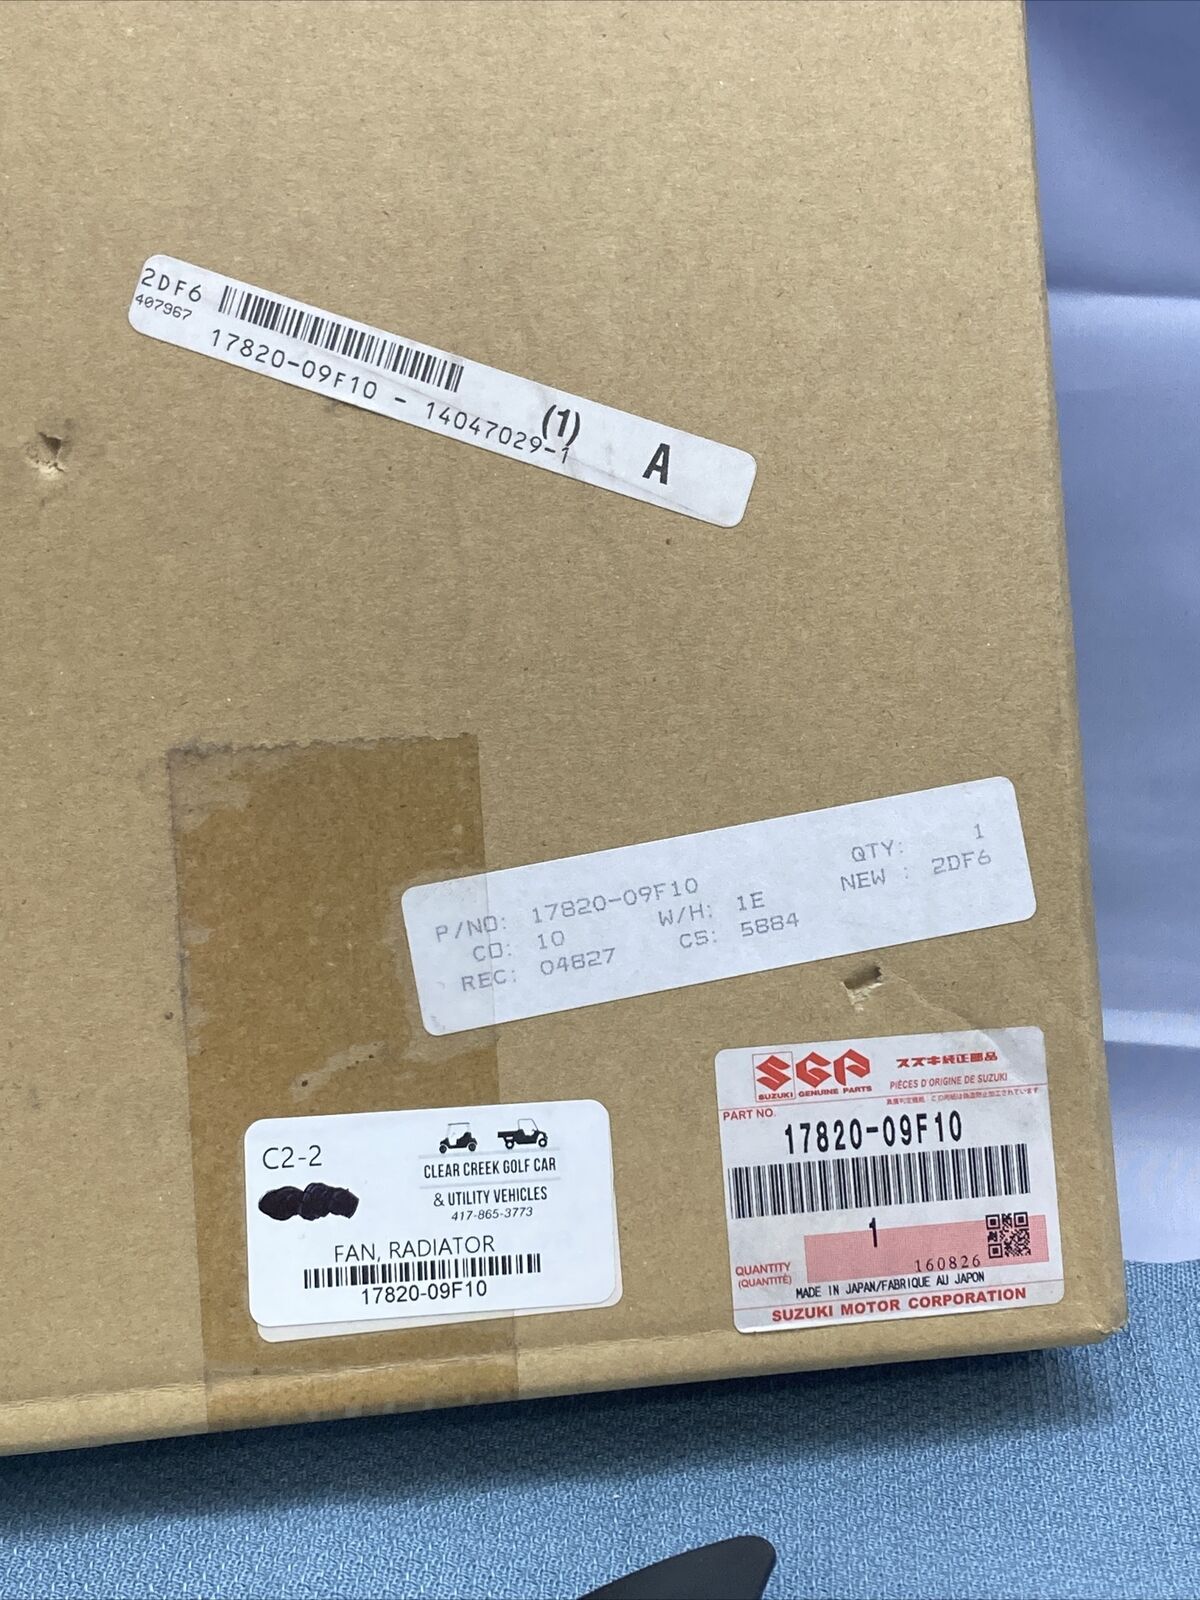 2DF6
407967
17820-09F10 - 14047029-1
(1)
A
P/NO: 17820-09F10 QTY: 1
CD: 10 W/H: 1E NEW : 2DF6
REC: 04827 CS: 5884
C2-2
CLEAR CREEK GOLF CAR
& UTILITY VEHICLES
417-865-3773
FAN, RADIATOR
17820-09F10
SGP スズキ純正部品
SUZUKI GENUINE PARTS PIÈCES D'ORIGINE DE SUZUKI
PART NO.
17820-09F10
1
QUANTITY
(QUANTITÉ)
160826
MADE IN JAPAN/FABRIQUE AU JAPON
SUZUKI MOTOR CORPORATION